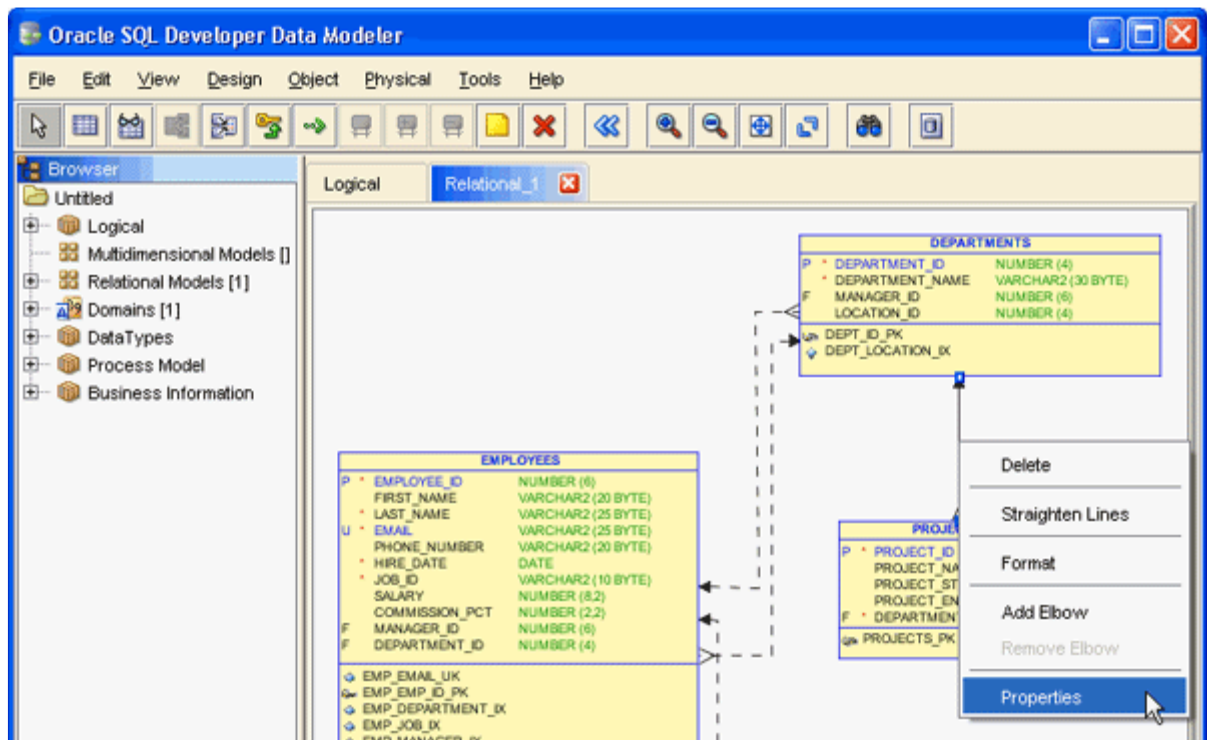 Oracle SQL Developer Data Modeler
File Edit View Design Object Physical Tools Help
Browser
Untitled
Logical
Multidimensional Models []
Relational Models [1]
Domains [1]
DataTypes
Process Model
Business Information
Logical Relational_1
DEPARTMENTS
P * DEPARTMENT_ID NUMBER (4)
* DEPARTMENT_NAME VARCHAR2 (30 BYTE)
F MANAGER_ID NUMBER (6)
LOCATION_ID NUMBER (4)
DEPT_ID_PK
DEPT_LOCATION_IX
EMPLOYEES
P * EMPLOYEE_ID NUMBER (6)
FIRST_NAME VARCHAR2 (20 BYTE)
* LAST_NAME VARCHAR2 (25 BYTE)
U * EMAIL VARCHAR2 (25 BYTE)
PHONE_NUMBER VARCHAR2 (20 BYTE)
* HIRE_DATE DATE
* JOB_ID VARCHAR2 (10 BYTE)
SALARY NUMBER (8,2)
COMMISSION_PCT NUMBER (2,2)
F MANAGER_ID NUMBER (6)
F DEPARTMENT_ID NUMBER (4)
EMP_EMAIL_UK
EMP_EMP_ID_PK
EMP_DEPARTMENT_IX
EMP_JOB_IX
EMP_MANAGER_IX
PROJE
P * PROJECT_ID
PROJECT_NA
PROJECT_ST
PROJECT_EN
F * DEPARTMEN
PROJECTS_PK
Delete
Straighten Lines
Format
Add Elbow
Remove Elbow
Properties